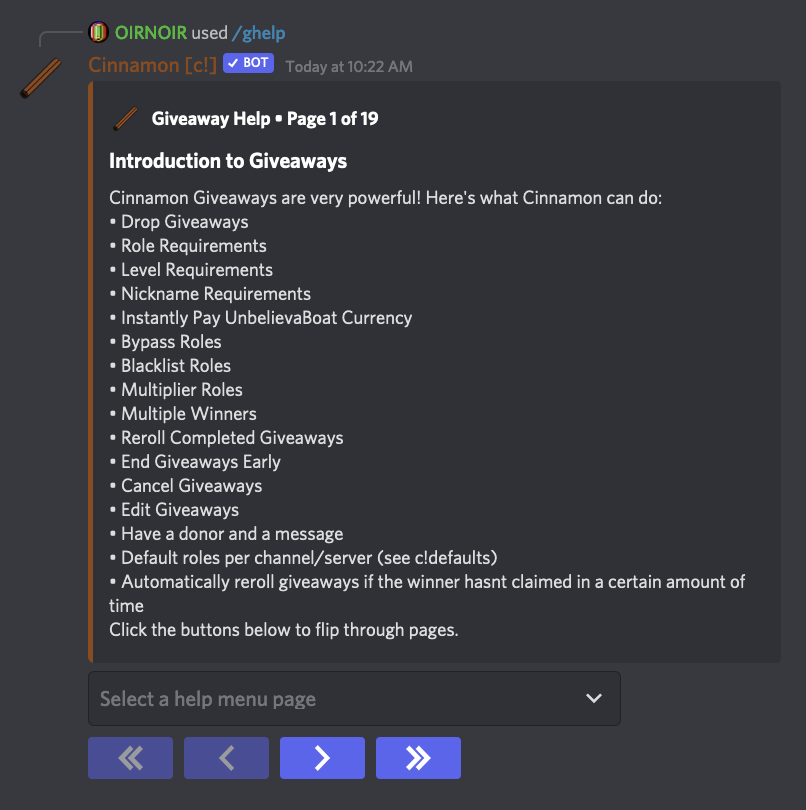 OIRNOIR used /ghelp
Cinnamon [c!] ✓ BOT Today at 10:22 AM
Giveaway Help • Page 1 of 19
Introduction to Giveaways
Cinnamon Giveaways are very powerful! Here's what Cinnamon can do:
• Drop Giveaways
• Role Requirements
• Level Requirements
• Nickname Requirements
• Instantly Pay UnbelievaBoat Currency
• Bypass Roles
• Blacklist Roles
• Multiplier Roles
• Multiple Winners
• Reroll Completed Giveaways
• End Giveaways Early
• Cancel Giveaways
• Edit Giveaways
• Have a donor and a message
• Default roles per channel/server (see c!defaults)
• Automatically reroll giveaways if the winner hasnt claimed in a certain amount of
time
Click the buttons below to flip through pages.
Select a help menu page